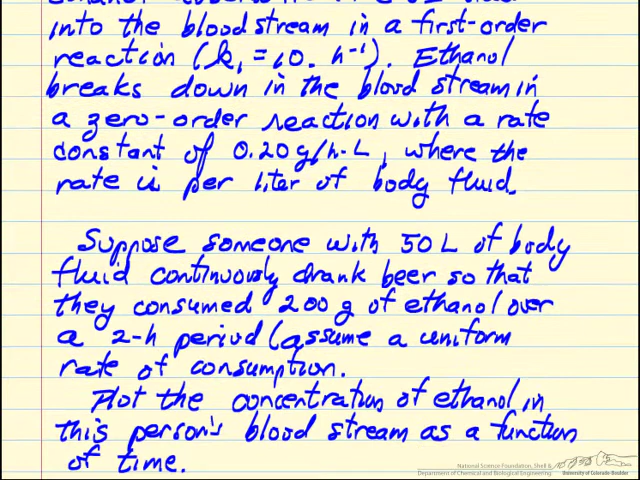 into the blood stream in a first-order
reaction (k₁ = 10. h⁻¹). Ethanol
breaks down in the blood stream in
a zero-order reaction with a rate
constant of 0.20 g/h-L, where the
rate is per liter of body fluid.
Suppose someone with 50 L of body
fluid continuously drank beer so that
they consumed 200 g of ethanol over
a 2-h period (assume a uniform
rate of consumption.
Plot the concentration of ethanol in
this person's blood stream as a function
of time.
National Science Foundation, Shell &
Department of Chemical and Biological Engineering
University of Colorado-Boulder